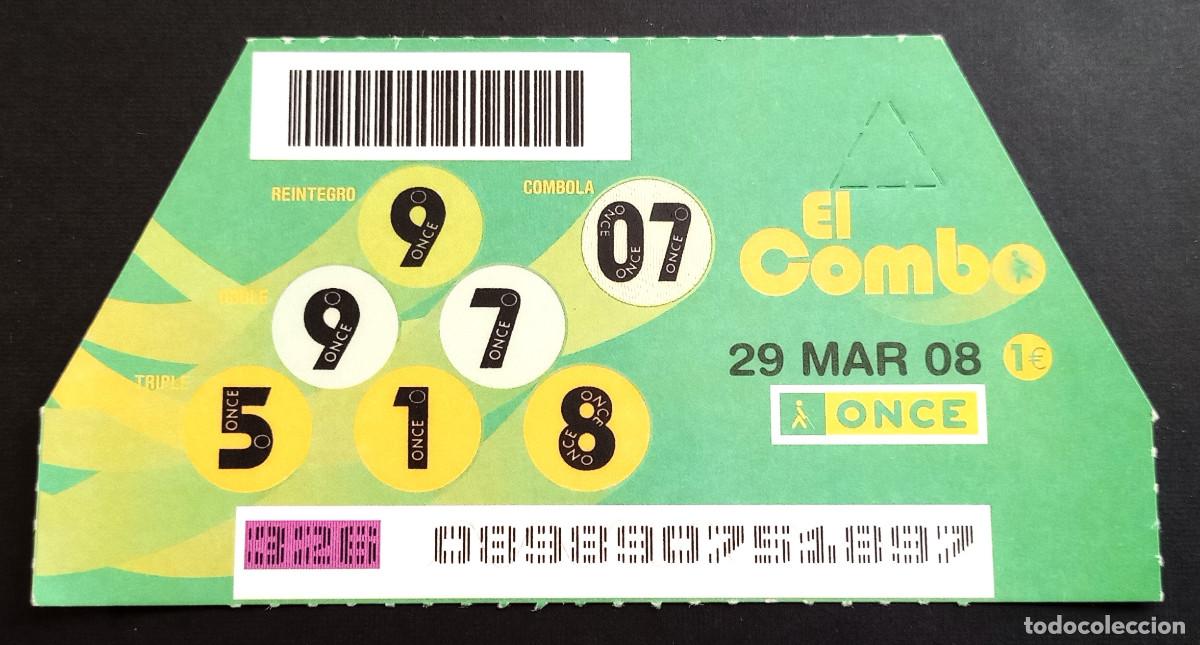 REINTEGRO
9
COMBOLA
07
El
Combo
DOBLE
9 7
29 MAR 08 1€
TRIPLE
5 1 8
ONCE
todocoleccion